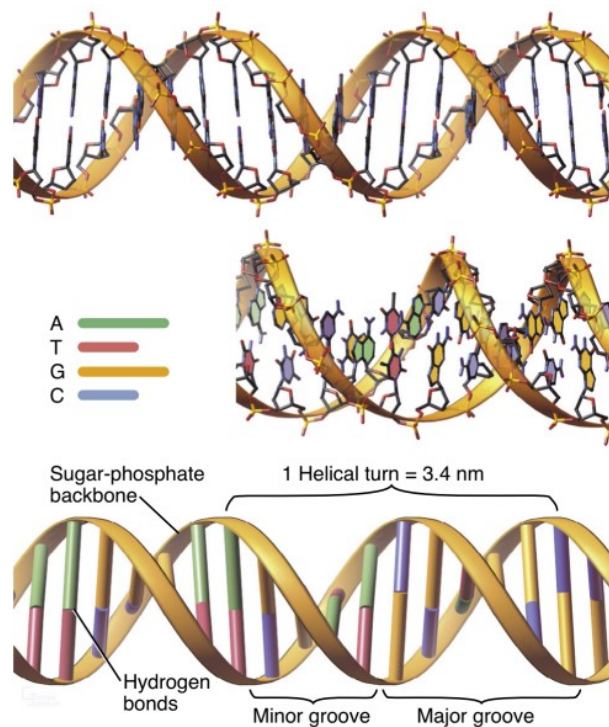 A
T
G
C
Sugar-phosphate
backbone
1 Helical turn = 3.4 nm
Hydrogen
bonds
Minor groove
Major groove